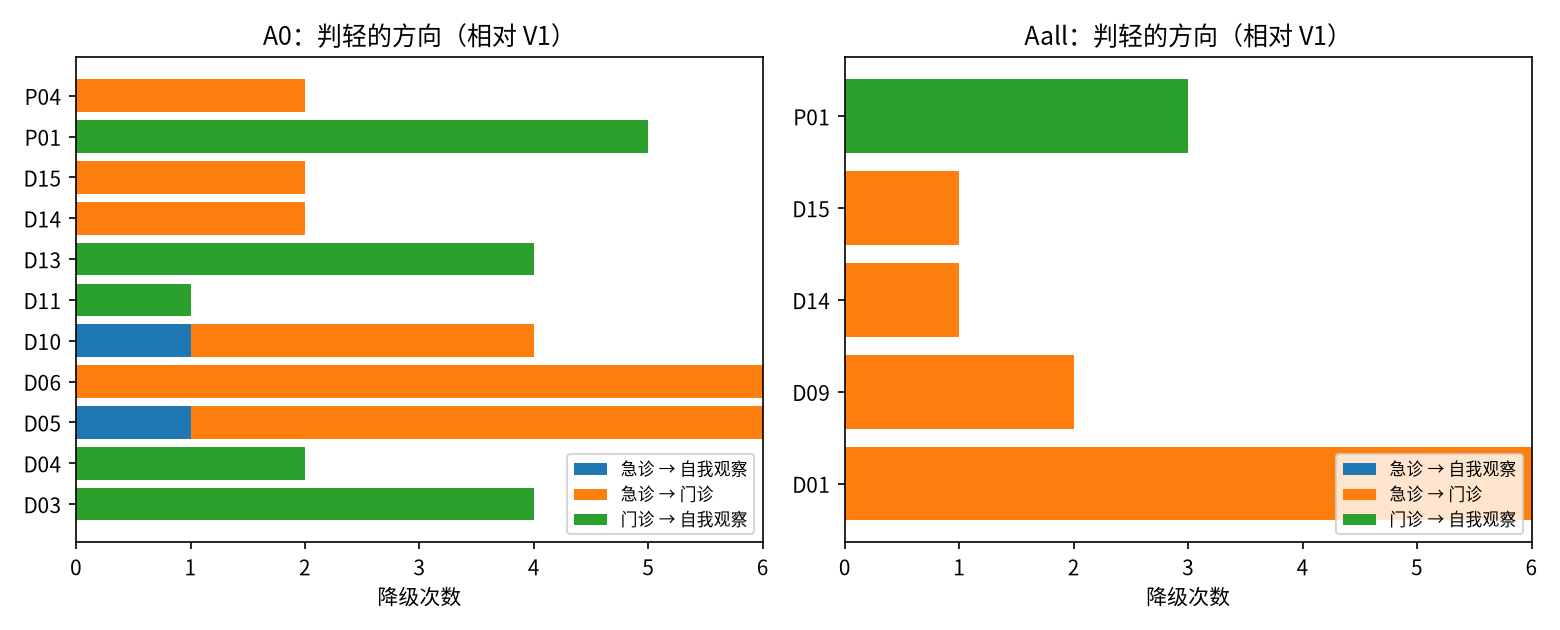 A0：判轻的方向（相对 V1）
P04
P01
D15
D14
D13
D11
D10
D06
D05
D04
D03
急诊 → 自我观察
急诊 → 门诊
门诊 → 自我观察
0 1 2 3 4 5 6
降级次数
Aall：判轻的方向（相对 V1）
P01
D15
D14
D09
D01
急诊 → 自我观察
急诊 → 门诊
门诊 → 自我观察
0 1 2 3 4 5 6
降级次数